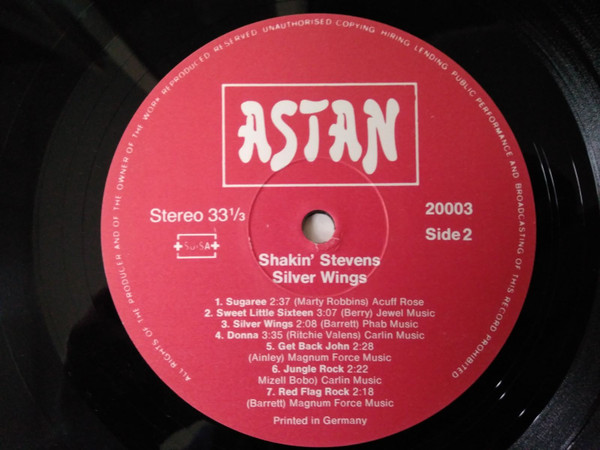 ALL RIGHTS OF THE PRODUCER AND OF THE OWNER OF THE WORK REPRODUCED RESERVED UNAUTHORISED COPYING HIRING LENDING PUBLIC PERFORMANCE AND BROADCASTING OF THIS RECORD PROHIBITED
ASTAN
Stereo 33 1/3
20003
SUISA
Side 2
Shakin' Stevens
Silver Wings
1. Sugaree 2:37 (Marty Robbins) Acuff Rose
2. Sweet Little Sixteen 3:07 (Berry) Jewel Music
3. Silver Wings 2:08 (Barrett) Phab Music
4. Donna 3:35 (Ritchie Valens) Carlin Music
5. Get Back John 2:28
(Ainley) Magnum Force Music
6. Jungle Rock 2:22
Mizell Bobo) Carlin Music
7. Red Flag Rock 2:18
(Barrett) Magnum Force Music
Printed in Germany